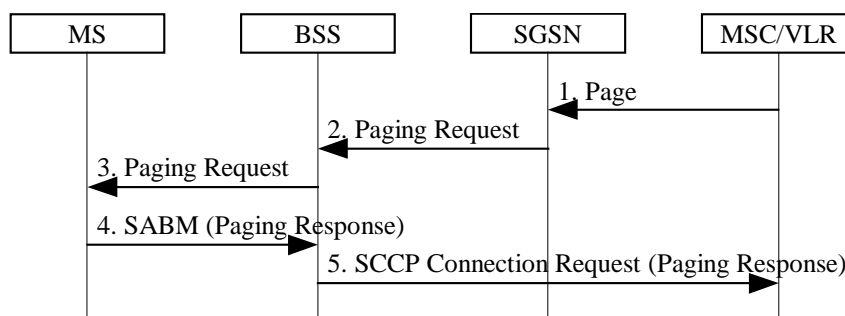 MS
BSS
SGSN
MSC/VLR
1. Page
2. Paging Request
3. Paging Request
4. SABM (Paging Response)
5. SCCP Connection Request (Paging Response)